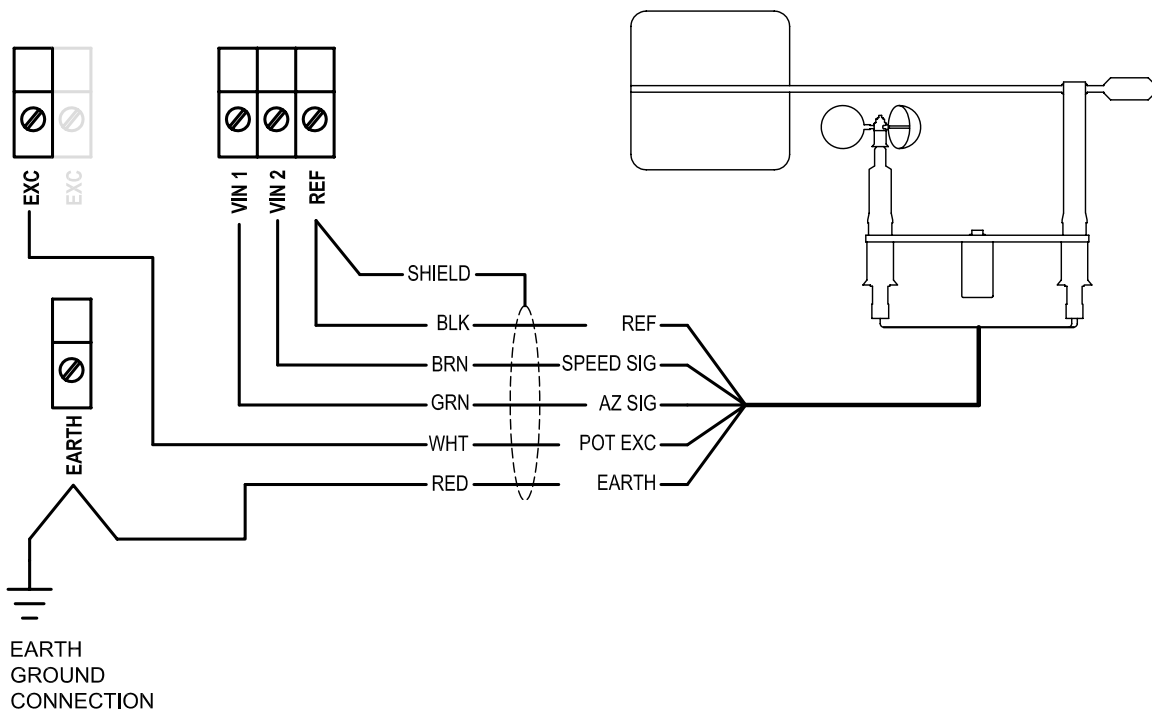 EXC
EXC
VIN 1
VIN 2
REF
SHIELD
BLK
REF
BRN
SPEED SIG
GRN
AZ SIG
WHT
POT EXC
RED
EARTH
EARTH
EARTH
GROUND
CONNECTION